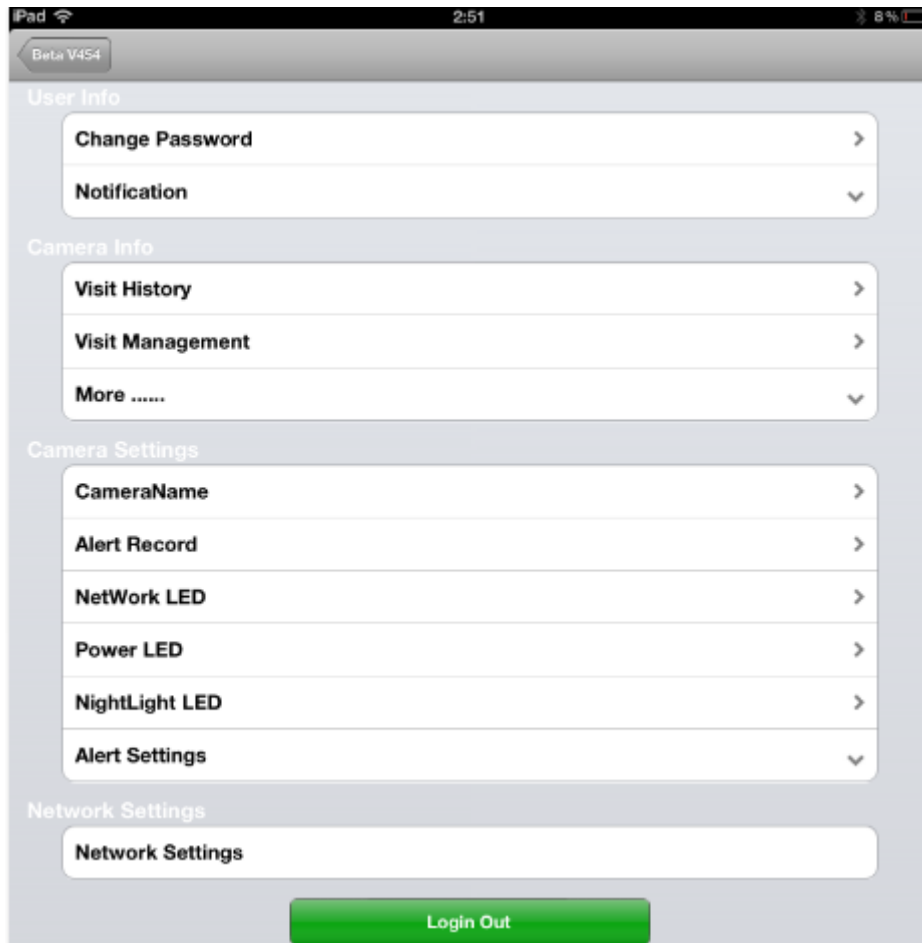 iPad
2:51
8%
Beta V454
User Info
Change Password
Notification
Camera Info
Visit History
Visit Management
More ......
Camera Settings
CameraName
Alert Record
NetWork LED
Power LED
NightLight LED
Alert Settings
Network Settings
Network Settings
Login Out